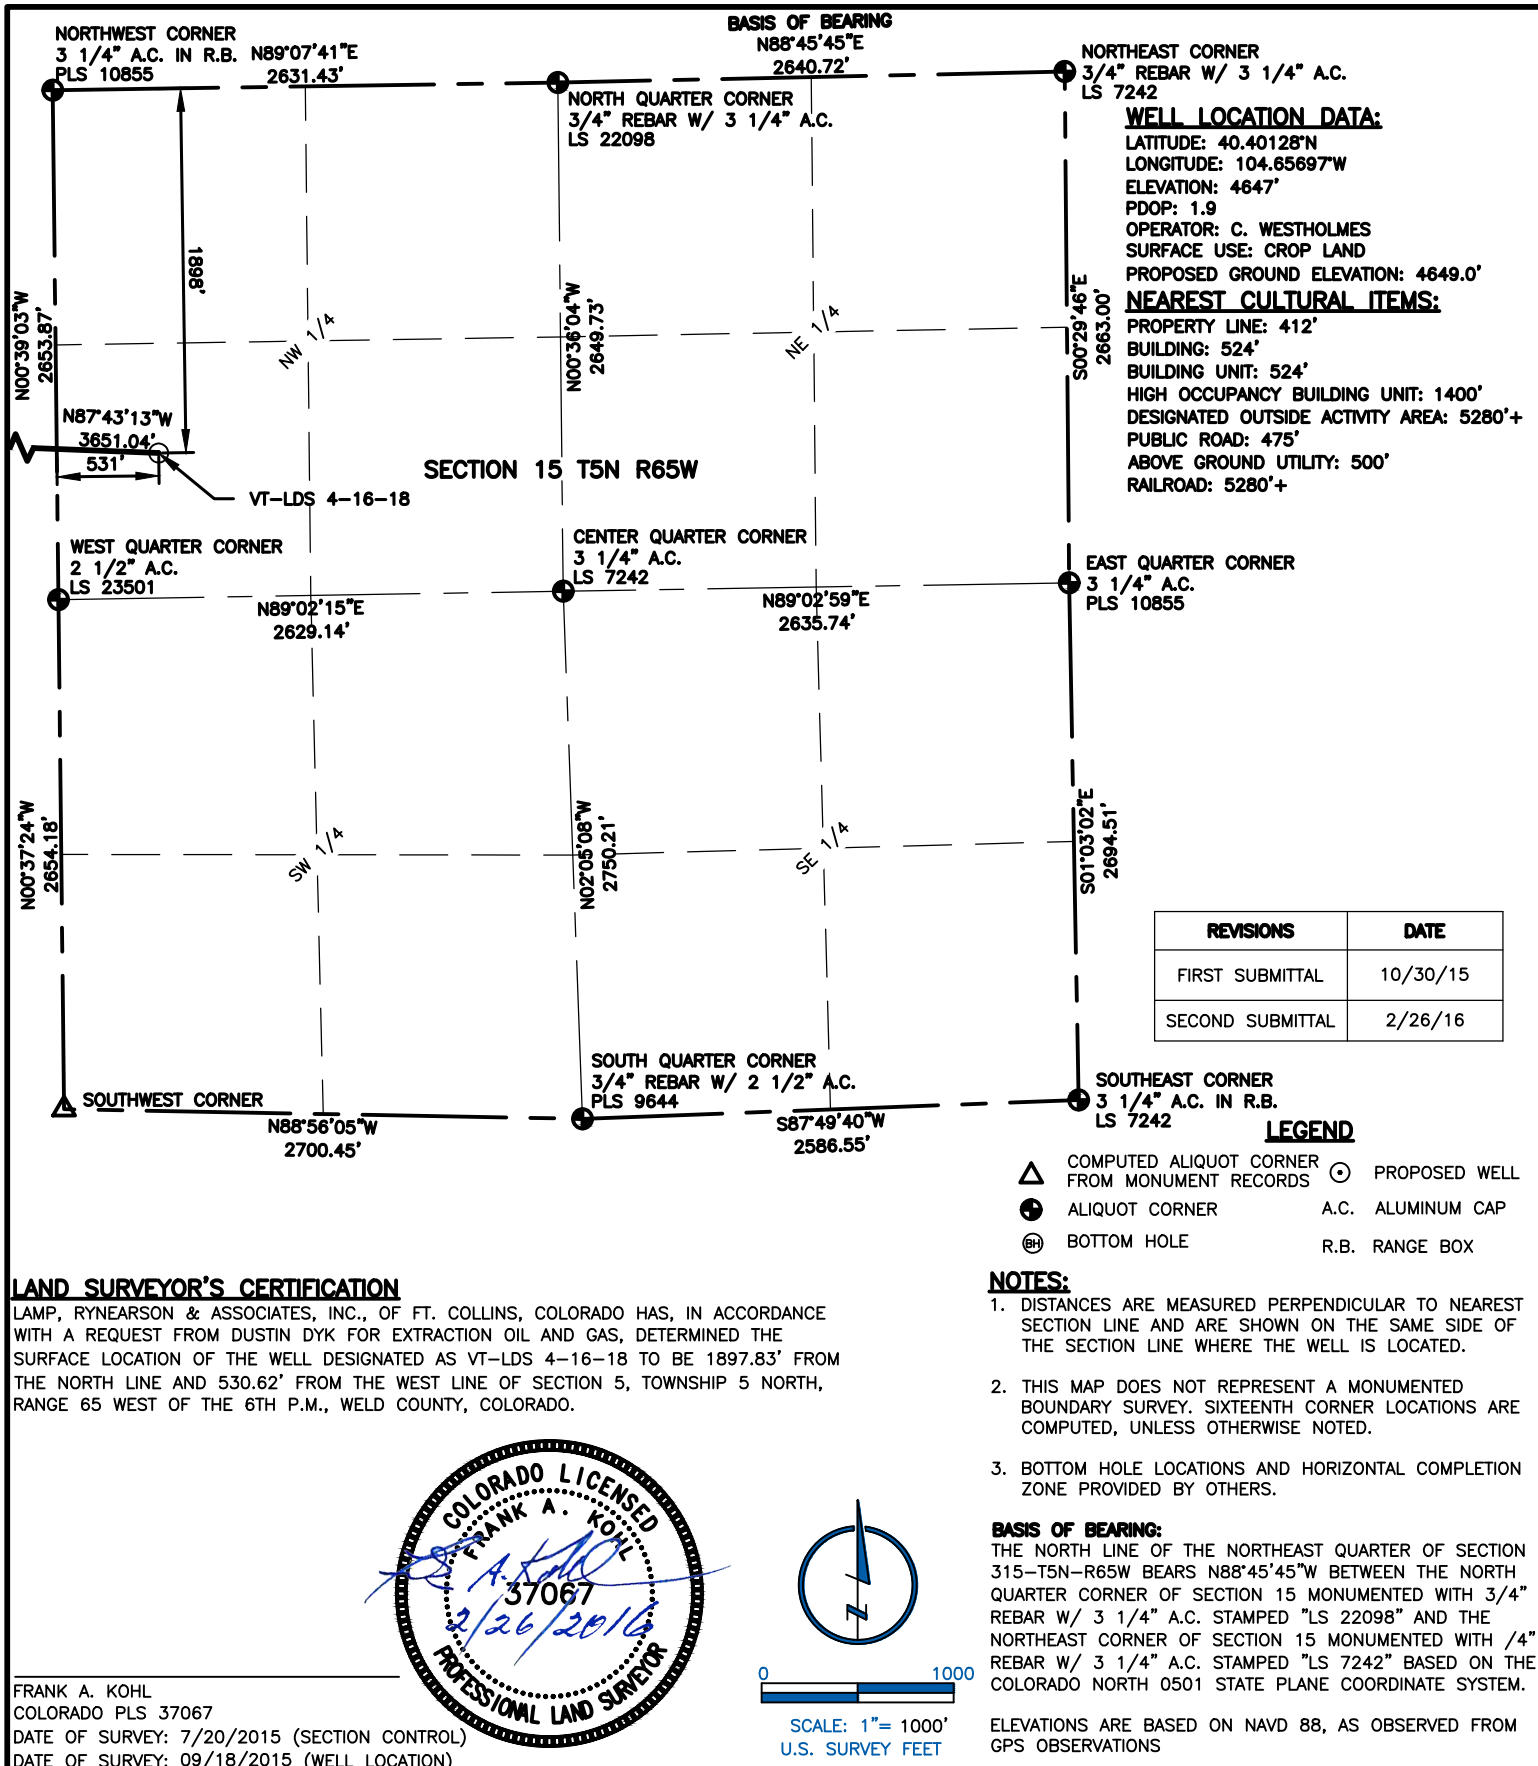 BASIS OF BEARING
N88°45'45"E
2640.72'
NORTHWEST CORNER
3 1/4" A.C. IN R.B.
PLS 10855
N89°07'41"E
2631.43'
NORTH QUARTER CORNER
3/4" REBAR W/ 3 1/4" A.C.
LS 22098
NORTHEAST CORNER
3/4" REBAR W/ 3 1/4" A.C.
LS 7242
WELL LOCATION DATA:
LATITUDE: 40.40128°N
LONGITUDE: 104.65697°W
ELEVATION: 4647'
PDOP: 1.9
OPERATOR: C. WESTHOLMES
SURFACE USE: CROP LAND
PROPOSED GROUND ELEVATION: 4649.0'
NEAREST CULTURAL ITEMS:
PROPERTY LINE: 412'
BUILDING: 524'
BUILDING UNIT: 524'
HIGH OCCUPANCY BUILDING UNIT: 1400'
DESIGNATED OUTSIDE ACTIVITY AREA: 5280'+
PUBLIC ROAD: 475'
ABOVE GROUND UTILITY: 500'
RAILROAD: 5280'+
1898'
N00°39'03"W
2653.87'
NW 1/4
N00°36'04"W
2649.73'
NE 1/4
S00°29'46"E
2663.00'
N87°43'13"W
3651.04'
531'
SECTION 15 T5N R65W
VT-LDS 4-16-18
WEST QUARTER CORNER
2 1/2" A.C.
LS 23501
CENTER QUARTER CORNER
3 1/4" A.C.
LS 7242
EAST QUARTER CORNER
3 1/4" A.C.
PLS 10855
N89°02'15"E
2629.14'
N89°02'59"E
2635.74'
N00°37'24"W
2654.18'
SW 1/4
N02°05'08"W
2750.21'
SE 1/4
S01°03'02"E
2694.51'
REVISIONS DATE
FIRST SUBMITTAL 10/30/15
SECOND SUBMITTAL 2/26/16
SOUTHWEST CORNER
SOUTH QUARTER CORNER
3/4" REBAR W/ 2 1/2" A.C.
PLS 9644
SOUTHEAST CORNER
3 1/4" A.C. IN R.B.
LS 7242
N88°56'05"W
2700.45'
S87°49'40"W
2586.55'
LEGEND
COMPUTED ALIQUOT CORNER
FROM MONUMENT RECORDS
PROPOSED WELL
ALIQUOT CORNER
A.C. ALUMINUM CAP
BH BOTTOM HOLE
R.B. RANGE BOX
LAND SURVEYOR'S CERTIFICATION
LAMP, RYNEARSON & ASSOCIATES, INC., OF FT. COLLINS, COLORADO HAS, IN ACCORDANCE
WITH A REQUEST FROM DUSTIN DYK FOR EXTRACTION OIL AND GAS, DETERMINED THE
SURFACE LOCATION OF THE WELL DESIGNATED AS VT-LDS 4-16-18 TO BE 1897.83' FROM
THE NORTH LINE AND 530.62' FROM THE WEST LINE OF SECTION 5, TOWNSHIP 5 NORTH,
RANGE 65 WEST OF THE 6TH P.M., WELD COUNTY, COLORADO.
NOTES:
1. DISTANCES ARE MEASURED PERPENDICULAR TO NEAREST
SECTION LINE AND ARE SHOWN ON THE SAME SIDE OF
THE SECTION LINE WHERE THE WELL IS LOCATED.
2. THIS MAP DOES NOT REPRESENT A MONUMENTED
BOUNDARY SURVEY. SIXTEENTH CORNER LOCATIONS ARE
COMPUTED, UNLESS OTHERWISE NOTED.
3. BOTTOM HOLE LOCATIONS AND HORIZONTAL COMPLETION
ZONE PROVIDED BY OTHERS.
BASIS OF BEARING:
THE NORTH LINE OF THE NORTHEAST QUARTER OF SECTION
315-T5N-R65W BEARS N88°45'45"W BETWEEN THE NORTH
QUARTER CORNER OF SECTION 15 MONUMENTED WITH 3/4"
REBAR W/ 3 1/4" A.C. STAMPED "LS 22098" AND THE
NORTHEAST CORNER OF SECTION 15 MONUMENTED WITH /4"
REBAR W/ 3 1/4" A.C. STAMPED "LS 7242" BASED ON THE
COLORADO NORTH 0501 STATE PLANE COORDINATE SYSTEM.
ELEVATIONS ARE BASED ON NAVD 88, AS OBSERVED FROM
GPS OBSERVATIONS
COLORADO LICENSED
FRANK A. KOHL
A. Kohl
37067
2/26/2016
PROFESSIONAL LAND SURVEYOR
0 1000
SCALE: 1"= 1000'
U.S. SURVEY FEET
FRANK A. KOHL
COLORADO PLS 37067
DATE OF SURVEY: 7/20/2015 (SECTION CONTROL)
DATE OF SURVEY: 09/18/2015 (WELL LOCATION)